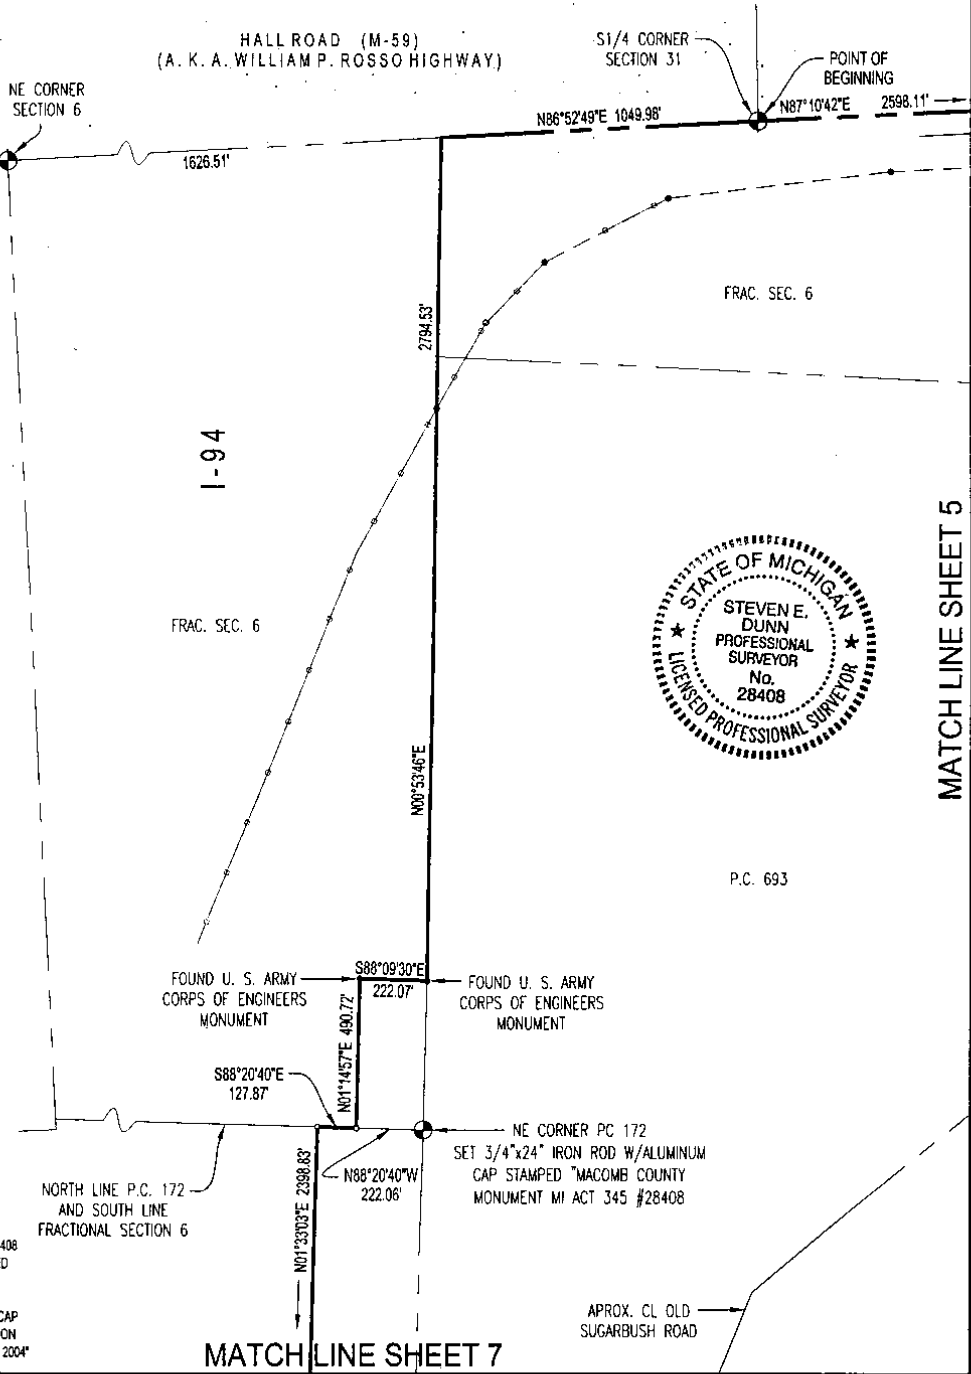 HALL ROAD (M-59)
(A. K. A. WILLIAM P. ROSSO HIGHWAY)
S1/4 CORNER
SECTION 31
POINT OF
BEGINNING
NE CORNER
SECTION 6
N86°52'49"E 1049.98'
N87°10'42"E 2598.11'
1626.51'
2794.53'
FRAC. SEC. 6
I-94
MATCH LINE SHEET 5
STATE OF MICHIGAN
STEVEN E.
DUNN
PROFESSIONAL
SURVEYOR
No.
28408
LICENSED PROFESSIONAL SURVEYOR
FRAC. SEC. 6
N00°53'46"E
P.C. 693
S88°09'30"E
222.07'
FOUND U. S. ARMY
CORPS OF ENGINEERS
MONUMENT
FOUND U. S. ARMY
CORPS OF ENGINEERS
MONUMENT
N01°14'57"E 490.72'
S88°20'40"E
127.87'
NE CORNER PC 172
SET 3/4"x24" IRON ROD W/ALUMINUM
CAP STAMPED "MACOMB COUNTY
MONUMENT MI ACT 345 #28408
N88°20'40"W
222.06'
NORTH LINE P.C. 172
AND SOUTH LINE
FRACTIONAL SECTION 6
N01°33'03"E 2398.83'
408
ED
CAP
ON
2004"
APROX. CL OLD
SUGARBUSH ROAD
MATCH LINE SHEET 7